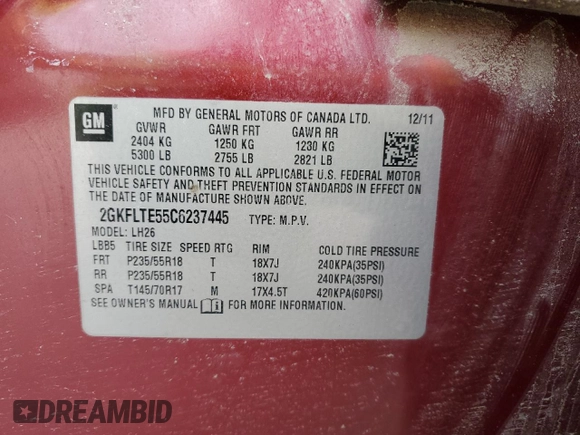 GM
MFD BY GENERAL MOTORS OF CANADA LTD. 12/11
GVWR GAWR FRT GAWR RR
2404 KG 1250 KG 1230 KG
5300 LB 2755 LB 2821 LB
THIS VEHICLE CONFORMS TO ALL APPLICABLE U.S. FEDERAL MOTOR
VEHICLE SAFETY AND THEFT PREVENTION STANDARDS IN EFFECT ON
THE DATE OF MANUFACTURE SHOWN ABOVE.
2GKFLTE55C6237445 TYPE: M.P.V.
MODEL: LH26
LBB5 TIRE SIZE SPEED RTG RIM COLD TIRE PRESSURE
FRT P235/55R18 T 18X7J 240KPA(35PSI)
RR P235/55R18 T 18X7J 240KPA(35PSI)
SPA T145/70R17 M 17X4.5T 420KPA(60PSI)
SEE OWNER'S MANUAL FOR MORE INFORMATION.
DREAMBID